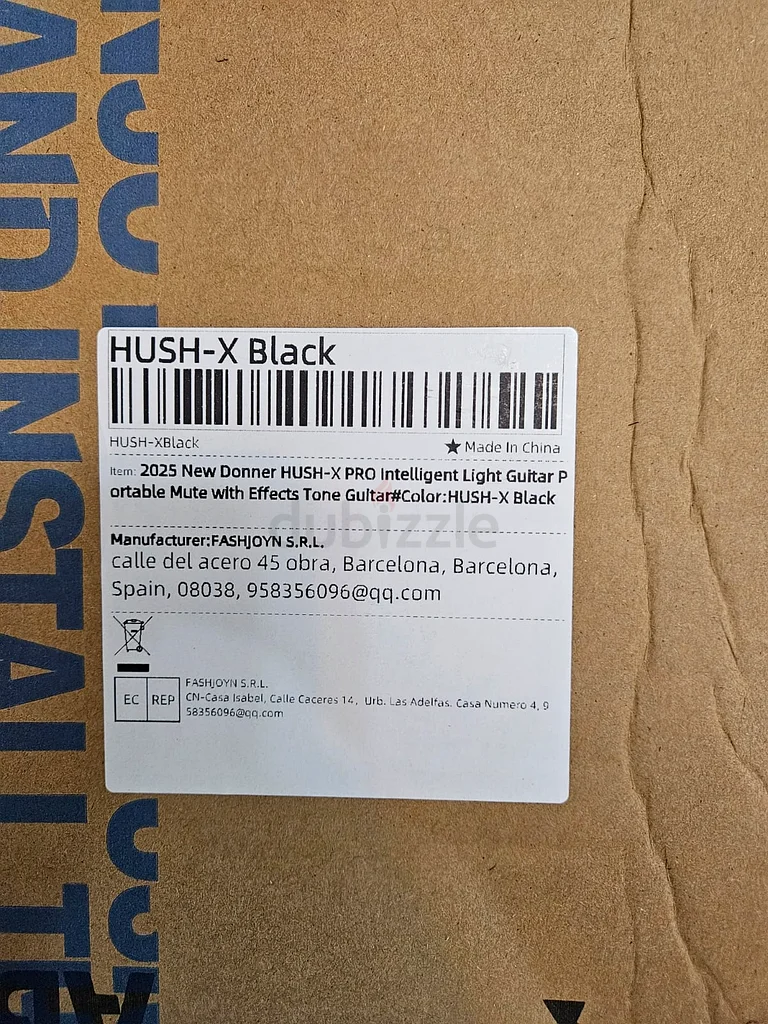 HUSH-X Black
HUSH-XBlack
★ Made In China
Item: 2025 New Donner HUSH-X PRO Intelligent Light Guitar P
ortable Mute with Effects Tone Guitar#Color:HUSH-X Black
dubizzle
Manufacturer:FASHJOYN S.R.L.
calle del acero 45 obra, Barcelona, Barcelona,
Spain, 08038, 958356096@qq.com
EC REP
FASHJOYN S.R.L.
CN-Casa Isabel, Calle Caceres 14, Urb. Las Adelfas. Casa Numero 4, 9
58356096@qq.com
AND INSTALL